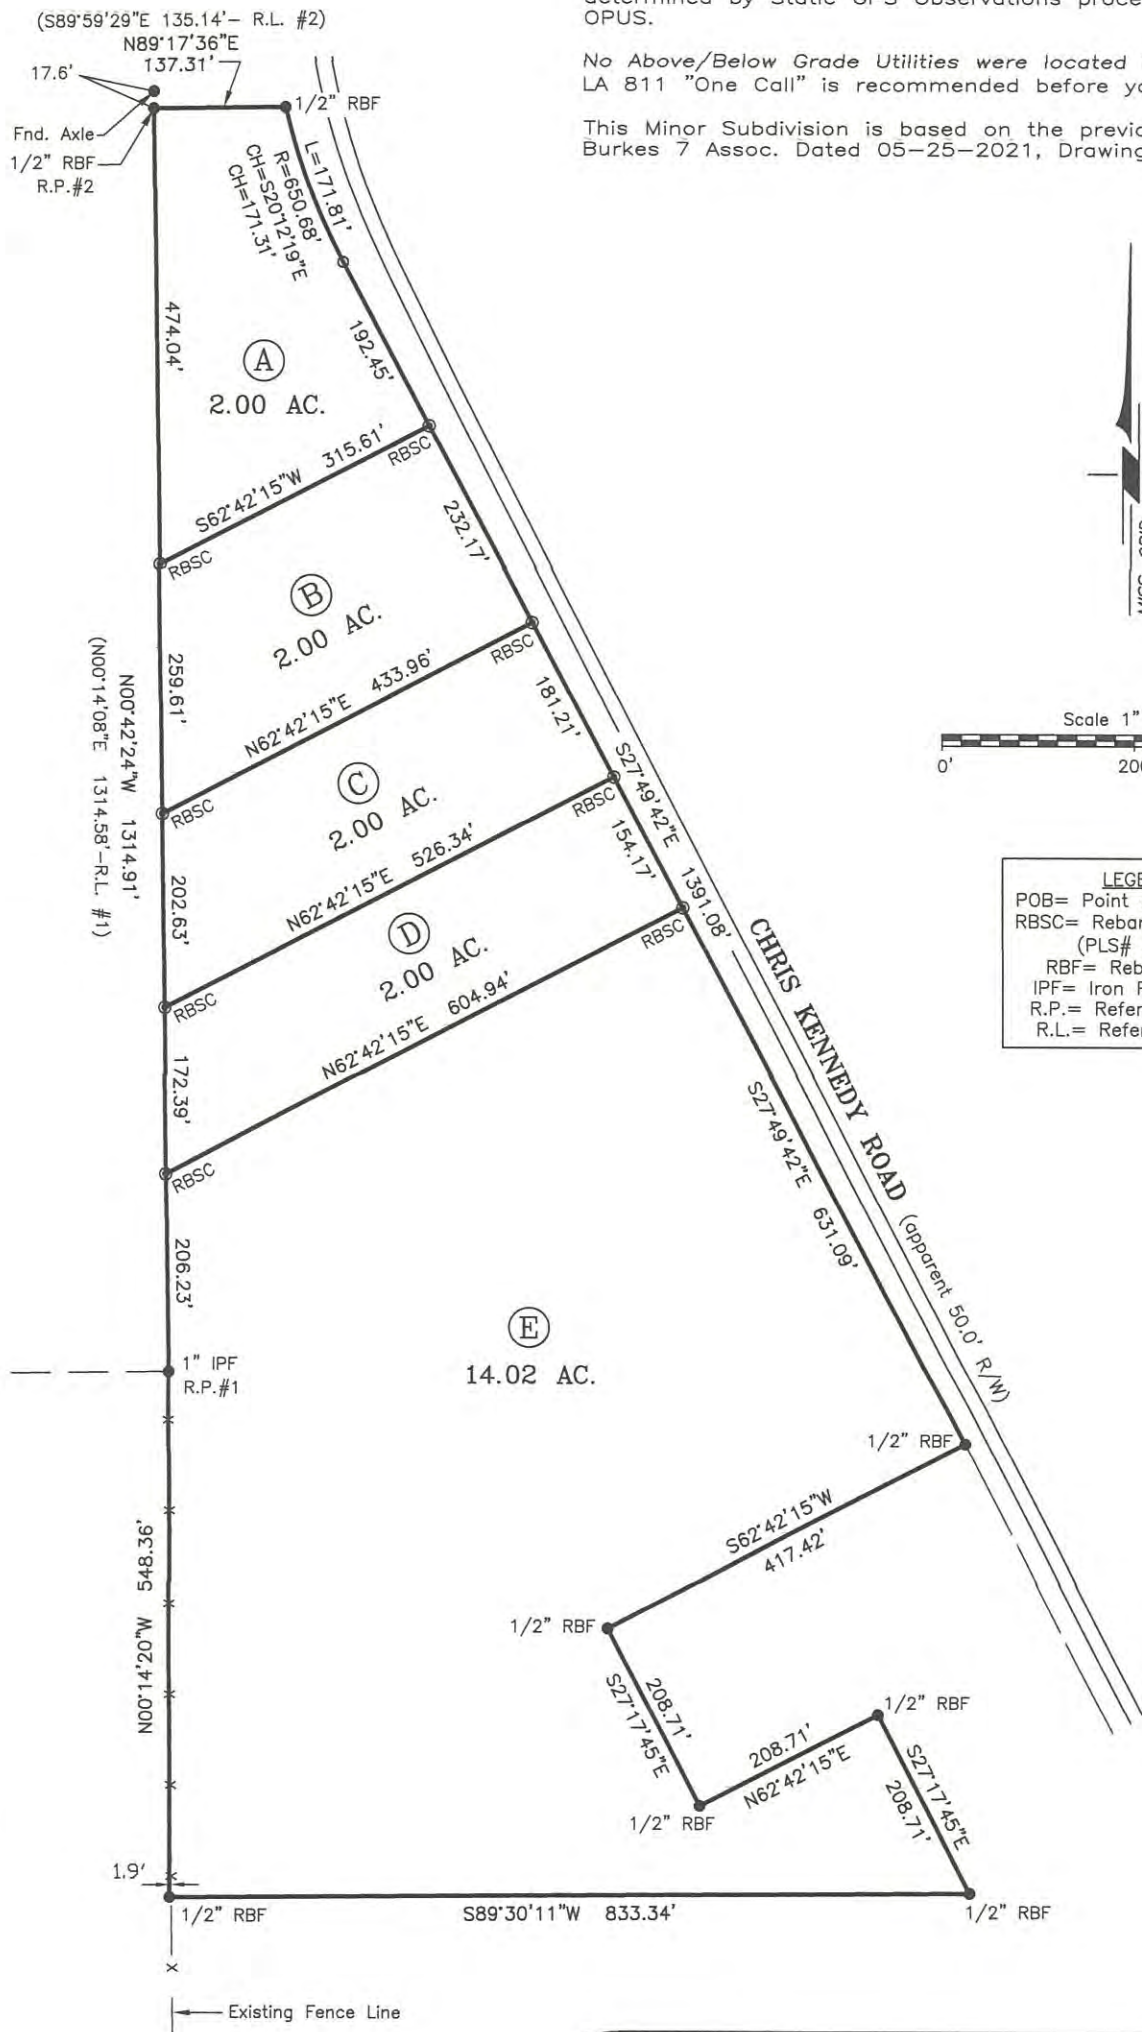 determined by Static GPS Observations
OPUS.
No Above/Below Grade Utilities were located
LA 811 "One Call" is recommended before
This Minor Subdivision is based on the
Burkes 7 Assoc. Dated 05-25-2021, Drawing
(S89°59'29"E 135.14'- R.L. #2)
N89°17'36"E
137.31'
17.6'
Fnd. Axle
1/2" RBF
R.P.#2
1/2" RBF
L=171.81'
R=650.68'
CH=S20°12'19"E
CH=171.31'
474.04'
192.45'
A
2.00 AC.
S62°42'15"W 315.61'
RBSC
RBSC
232.17'
B
2.00 AC.
259.61'
N62°42'15"E 433.96'
RBSC
RBSC
181.21'
N00°42'24"W 1314.91'
(N00°14'08"E 1314.58'-R.L. #1)
C
2.00 AC.
202.63'
N62°42'15"E 526.34'
RBSC
RBSC
S27°49'42"E 1391.08'
154.17'
D
2.00 AC.
172.39'
N62°42'15"E 604.94'
RBSC
RBSC
CHRIS KENNEDY ROAD (apparent 50.0' R/W)
S27°49'42"E 631.09'
Scale 1"
0'
POB= Point
RBSC=
(PLS#
RBF=
IPF= Iron
R.P.=
R.L.=
206.23'
1" IPF
R.P.#1
E
14.02 AC.
1/2" RBF
S62°42'15"W
417.42'
N00°14'20"W 548.36'
1/2" RBF
208.71'
S27°17'45"E
1/2" RBF
208.71'
N62°42'15"E
1/2" RBF
S27°17'45"E
208.71'
1.9'
1/2" RBF
S89°30'11"W 833.34'
1/2" RBF
Existing Fence Line